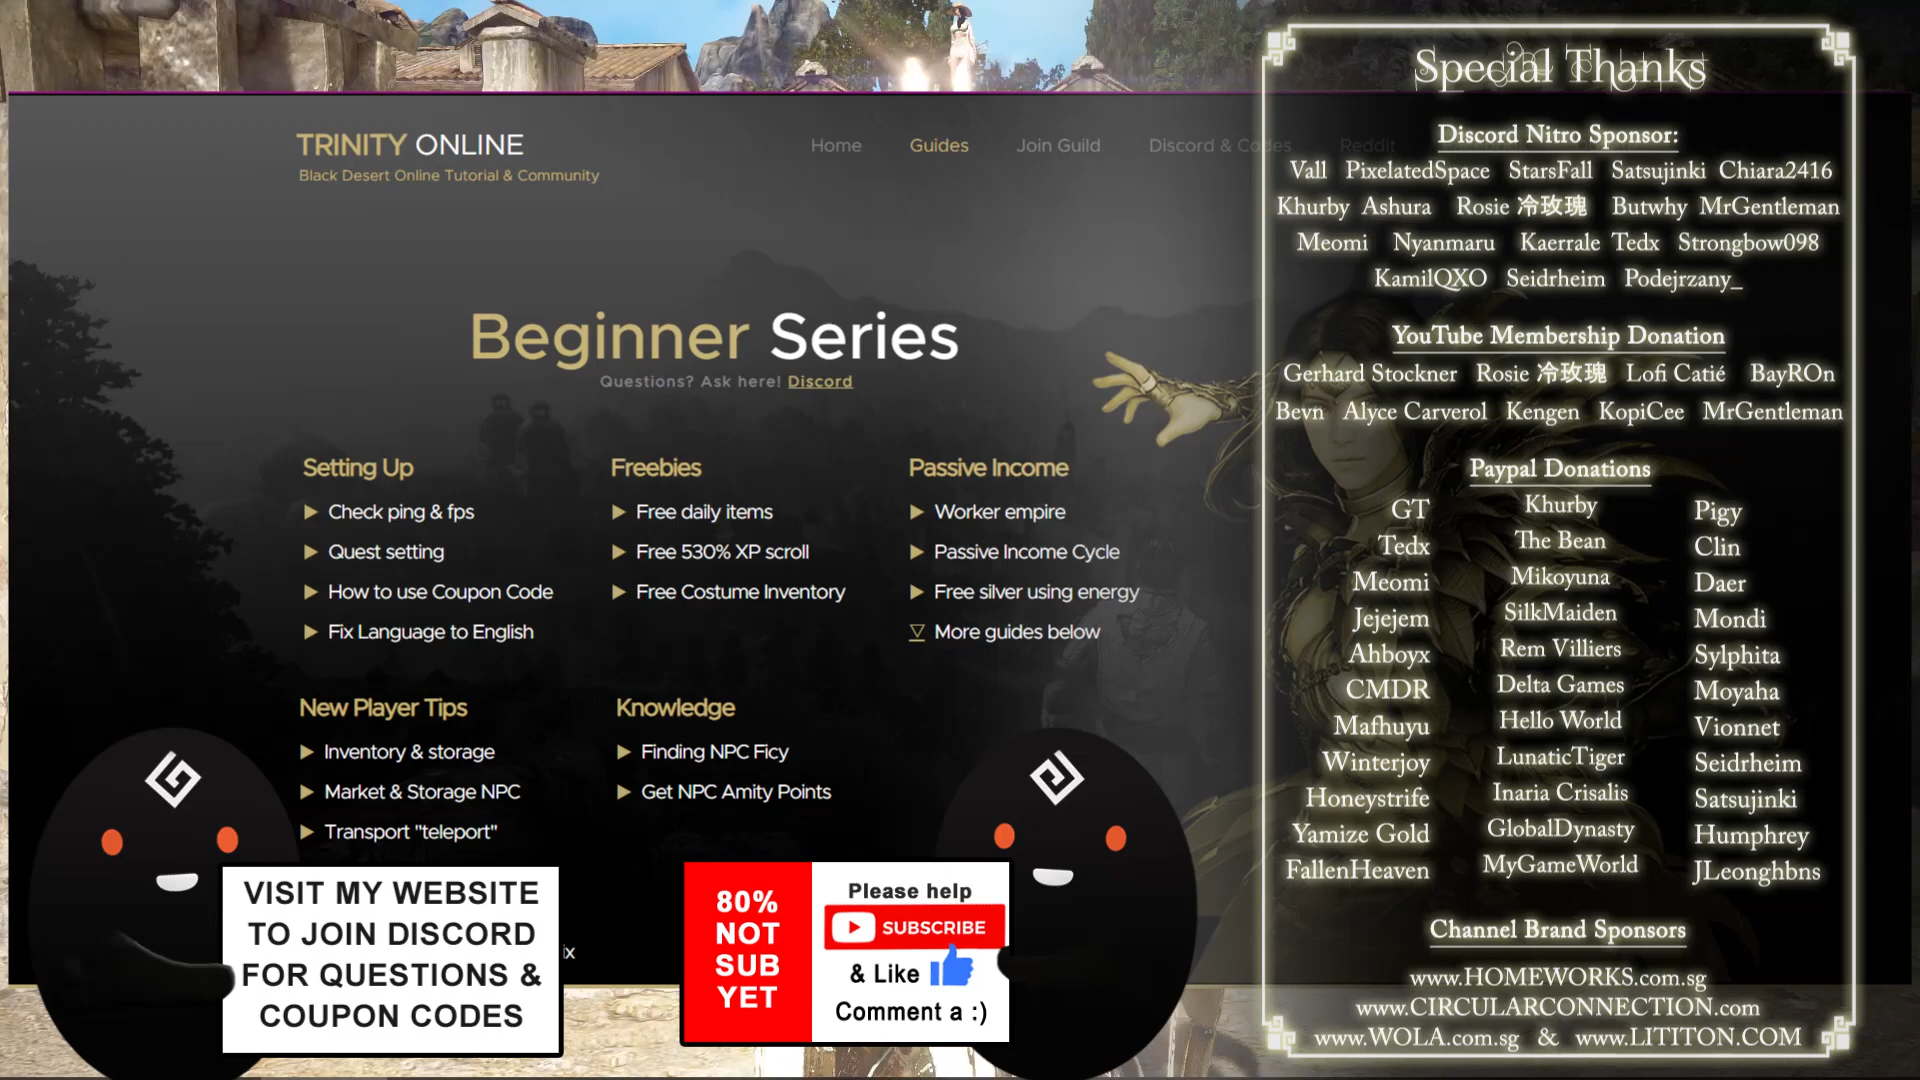 TRINITY ONLINE
Black Desert Online Tutorial & Community
Home Guides Join Guild Discord & Codes Reddit
Beginner Series
Questions? Ask here! Discord
Setting Up
Check ping & fps
Quest setting
How to use Coupon Code
Fix Language to English
Freebies
Free daily items
Free 530% XP scroll
Free Costume Inventory
Passive Income
Worker empire
Passive Income Cycle
Free silver using energy
More guides below
New Player Tips
Inventory & storage
Market & Storage NPC
Transport "teleport"
Knowledge
Finding NPC Ficy
Get NPC Amity Points
VISIT MY WEBSITE
TO JOIN DISCORD
FOR QUESTIONS &
COUPON CODES
80%
NOT
SUB
YET
Please help
SUBSCRIBE
& Like
Comment a :)
Special Thanks
Discord Nitro Sponsor:
Vall PixelatedSpace StarsFall Satsujinki Chiara2416
Khurby Ashura Rosie 冷玫瑰 Butwhy MrGentleman
Meomi Nyanmaru Kaerrale Tedx Strongbow098
KamilQXO Seidrheim Podejrzany_
YouTube Membership Donation
Gerhard Stockner Rosie 冷玫瑰 Lofi Catié BayROn
Bevn Alyce Carverol Kengen KopiCee MrGentleman
Paypal Donations
GT
Tedx
Meomi
Jejejem
Ahboyx
CMDR
Mafhuyu
Winterjoy
Honeystrife
Yamize Gold
FallenHeaven
Khurby
The Bean
Mikoyuna
SilkMaiden
Rem Villiers
Delta Games
Hello World
LunaticTiger
Inaria Crisalis
GlobalDynasty
MyGameWorld
Pigy
Clin
Daer
Mondi
Sylphita
Moyaha
Vionnet
Seidrheim
Satsujinki
Humphrey
JLeonghbns
Channel Brand Sponsors
www.HOMEWORKS.com.sg
www.CIRCULARCONNECTION.com
www.WOLA.com.sg & www.LITITON.COM